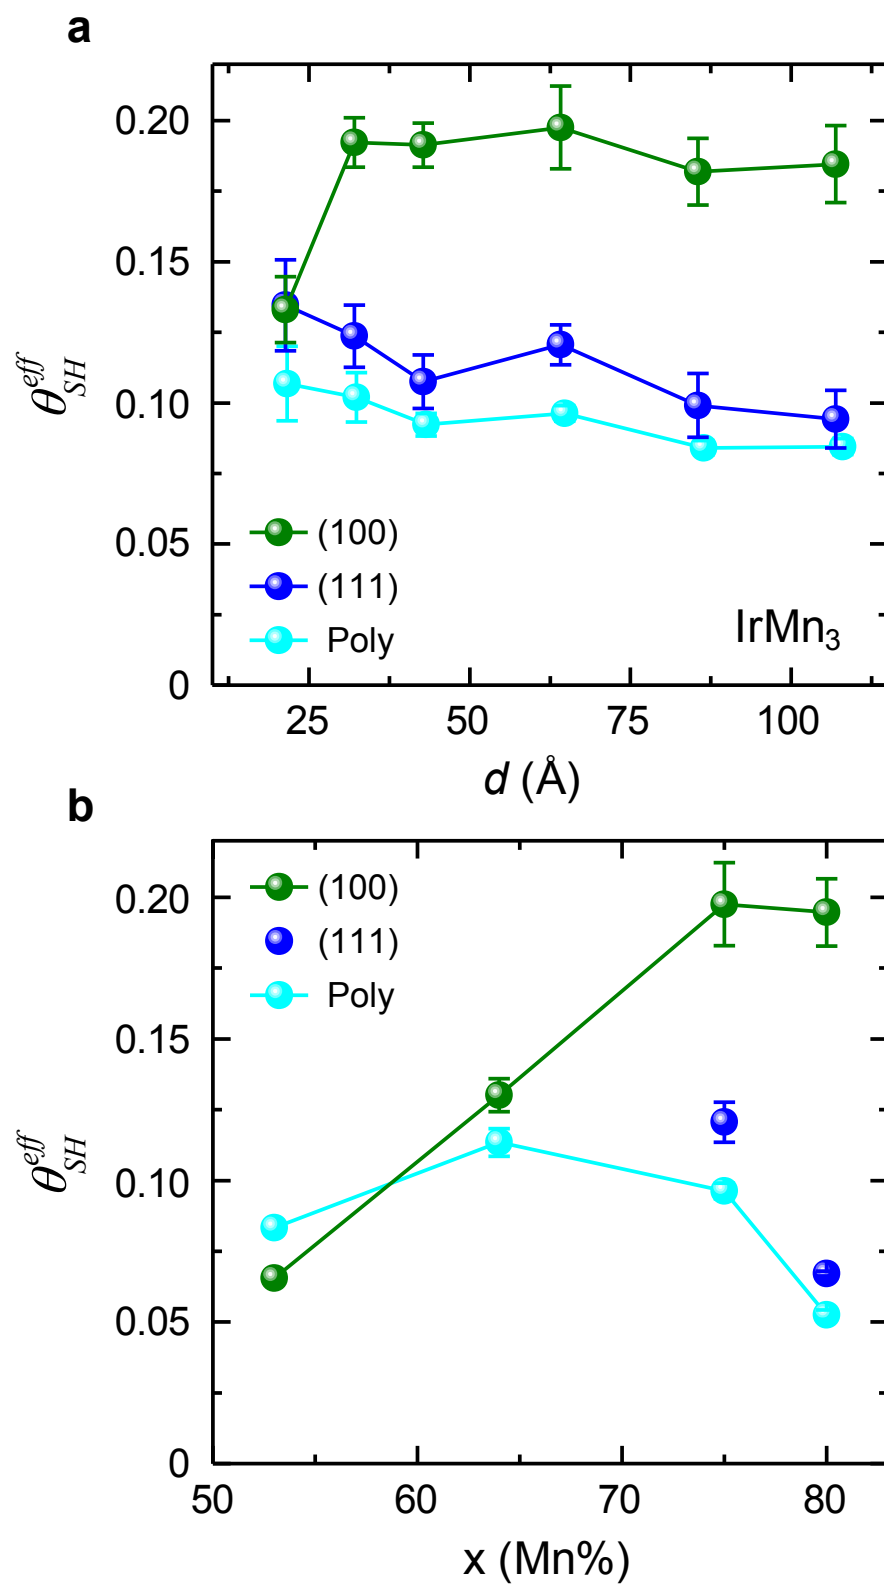 a
0.20
0.15
0.10
0.05
0
θ_SH^eff
(100)
(111)
Poly
IrMn₃
25 50 75 100
d (Å)
b
(100)
(111)
Poly
0.20
0.15
0.10
0.05
0
θ_SH^eff
50 60 70 80
x (Mn%)